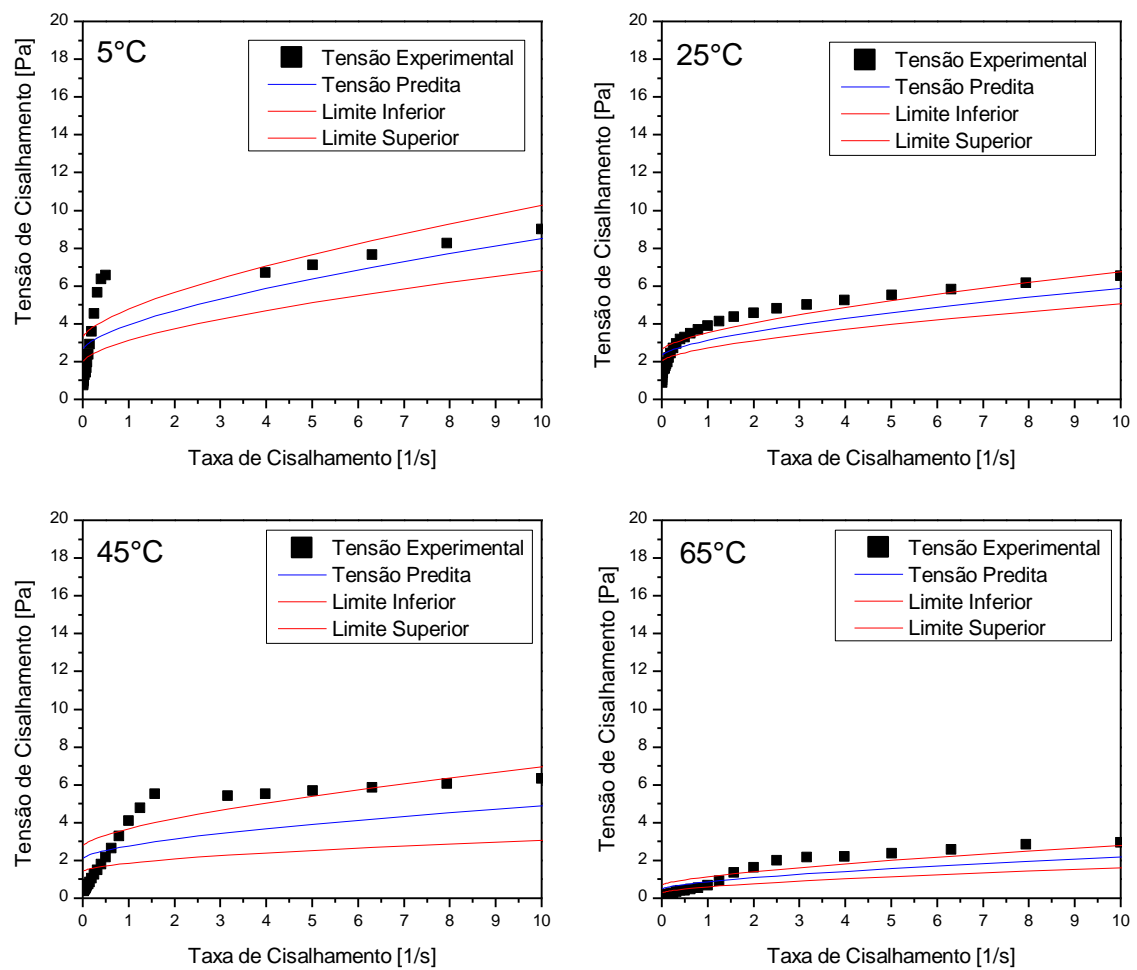 5°C
Tensão Experimental
Tensão Predita
Limite Inferior
Limite Superior
Tensão de Cisalhamento [Pa]
20
18
16
14
12
10
8
6
4
2
0
0 1 2 3 4 5 6 7 8 9 10
Taxa de Cisalhamento [1/s]
25°C
Tensão Experimental
Tensão Predita
Limite Inferior
Limite Superior
Tensão de Cisalhamento [Pa]
20
18
16
14
12
10
8
6
4
2
0
0 1 2 3 4 5 6 7 8 9 10
Taxa de Cisalhamento [1/s]
45°C
Tensão Experimental
Tensão Predita
Limite Inferior
Limite Superior
Tensão de Cisalhamento [Pa]
20
18
16
14
12
10
8
6
4
2
0
0 1 2 3 4 5 6 7 8 9 10
Taxa de Cisalhamento [1/s]
65°C
Tensão Experimental
Tensão Predita
Limite Inferior
Limite Superior
Tensão de Cisalhamento [Pa]
20
18
16
14
12
10
8
6
4
2
0
0 1 2 3 4 5 6 7 8 9 10
Taxa de Cisalhamento [1/s]